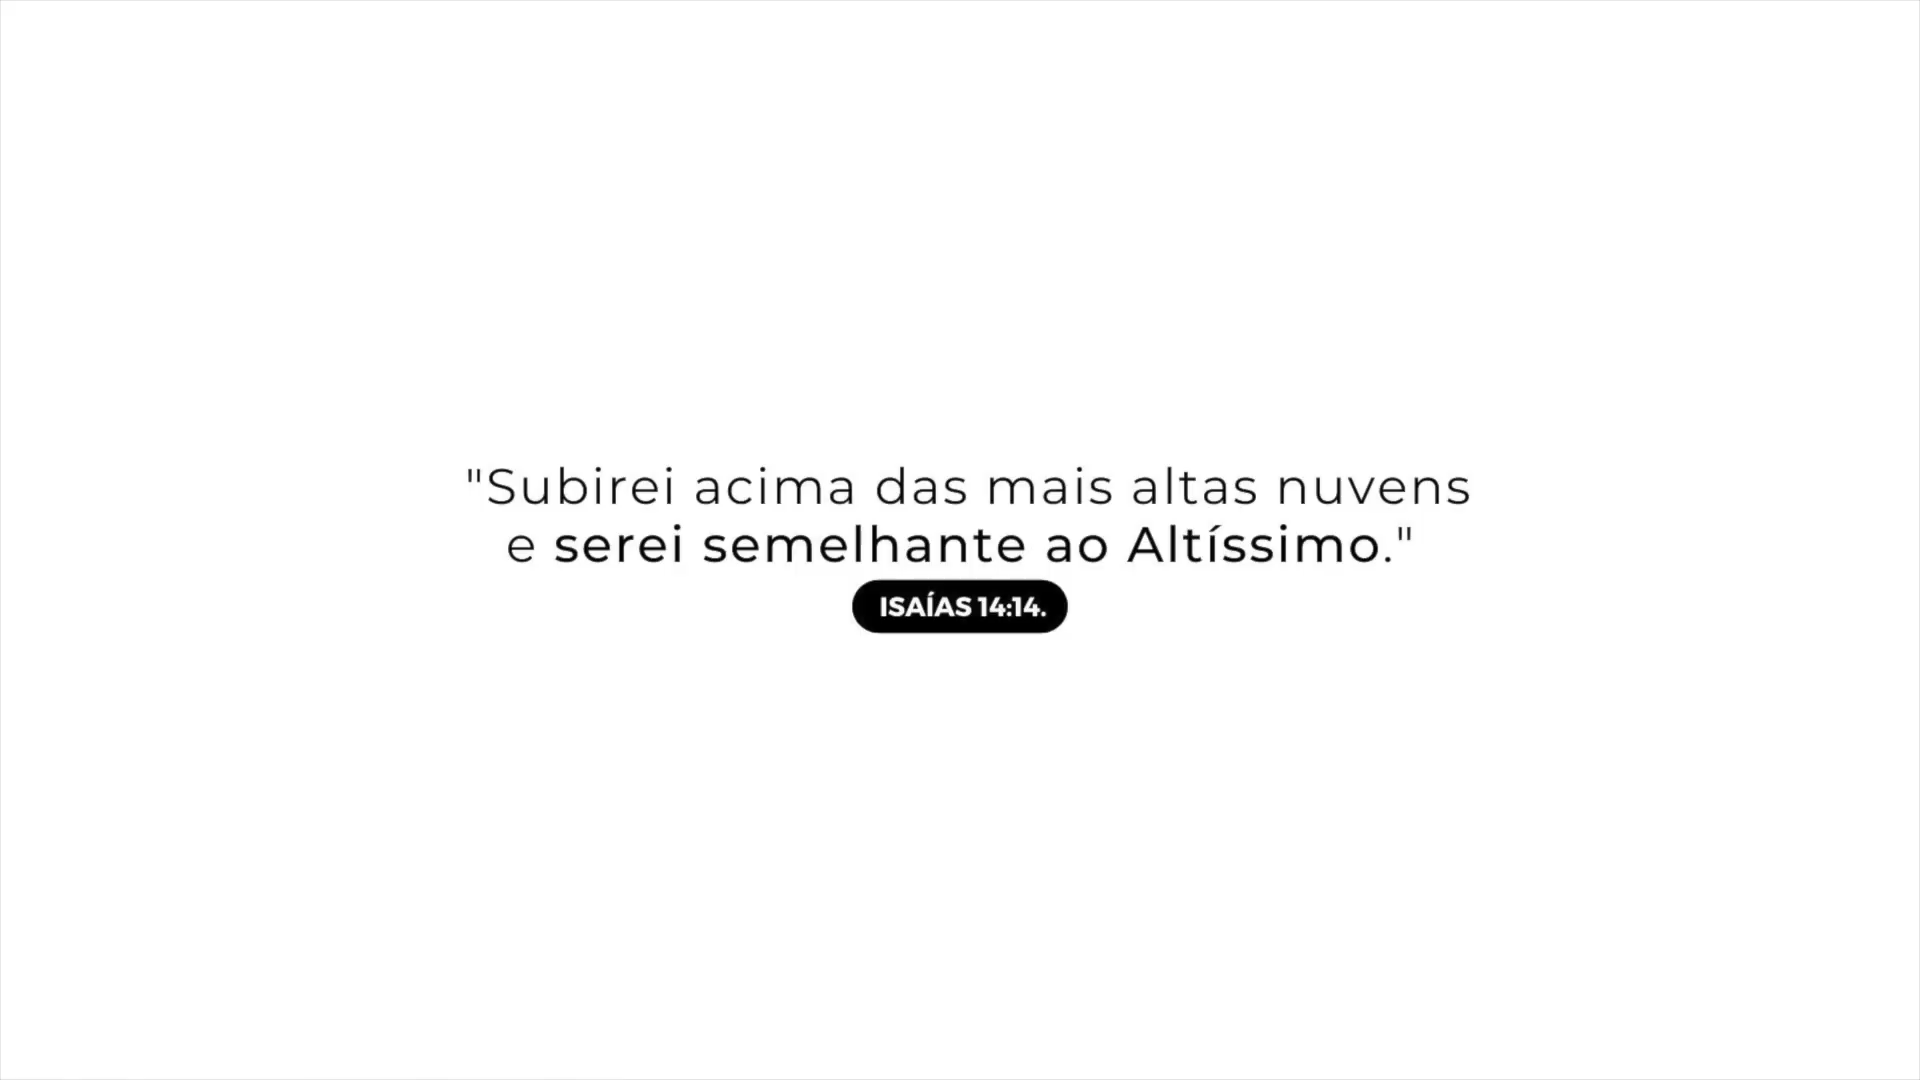 "Subirei acima das mais altas nuvens
e serei semelhante ao Altíssimo."
ISAÍAS 14:14.